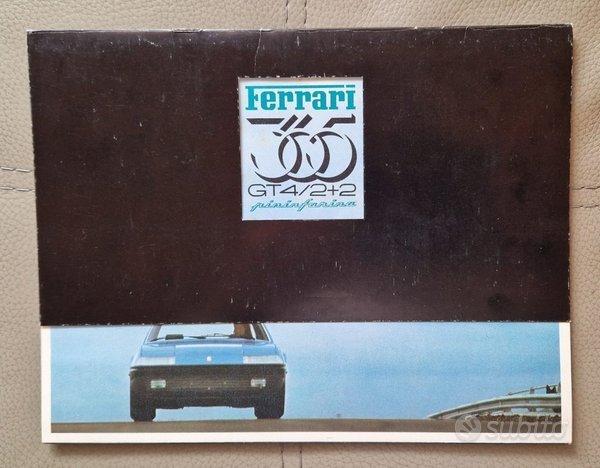 Ferrari
365
GT4/2+2
pininfarina
subito